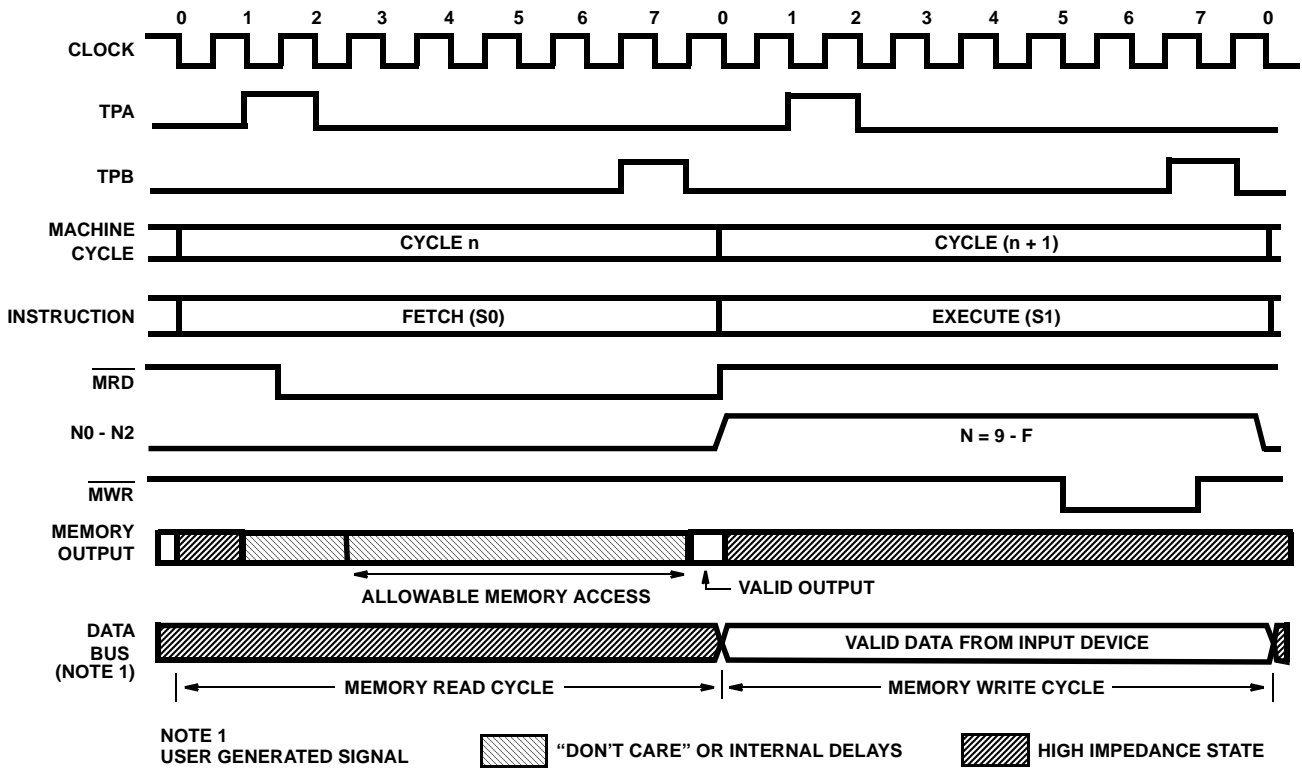 0 1 2 3 4 5 6 7 0 1 2 3 4 5 6 7 0
CLOCK
TPA
TPB
MACHINE
CYCLE
CYCLE n
CYCLE (n + 1)
INSTRUCTION
FETCH (S0)
EXECUTE (S1)
MRD
N0 - N2
N = 9 - F
MWR
MEMORY
OUTPUT
ALLOWABLE MEMORY ACCESS
VALID OUTPUT
DATA
BUS
(NOTE 1)
VALID DATA FROM INPUT DEVICE
MEMORY READ CYCLE
MEMORY WRITE CYCLE
NOTE 1
USER GENERATED SIGNAL
“DON'T CARE” OR INTERNAL DELAYS
HIGH IMPEDANCE STATE